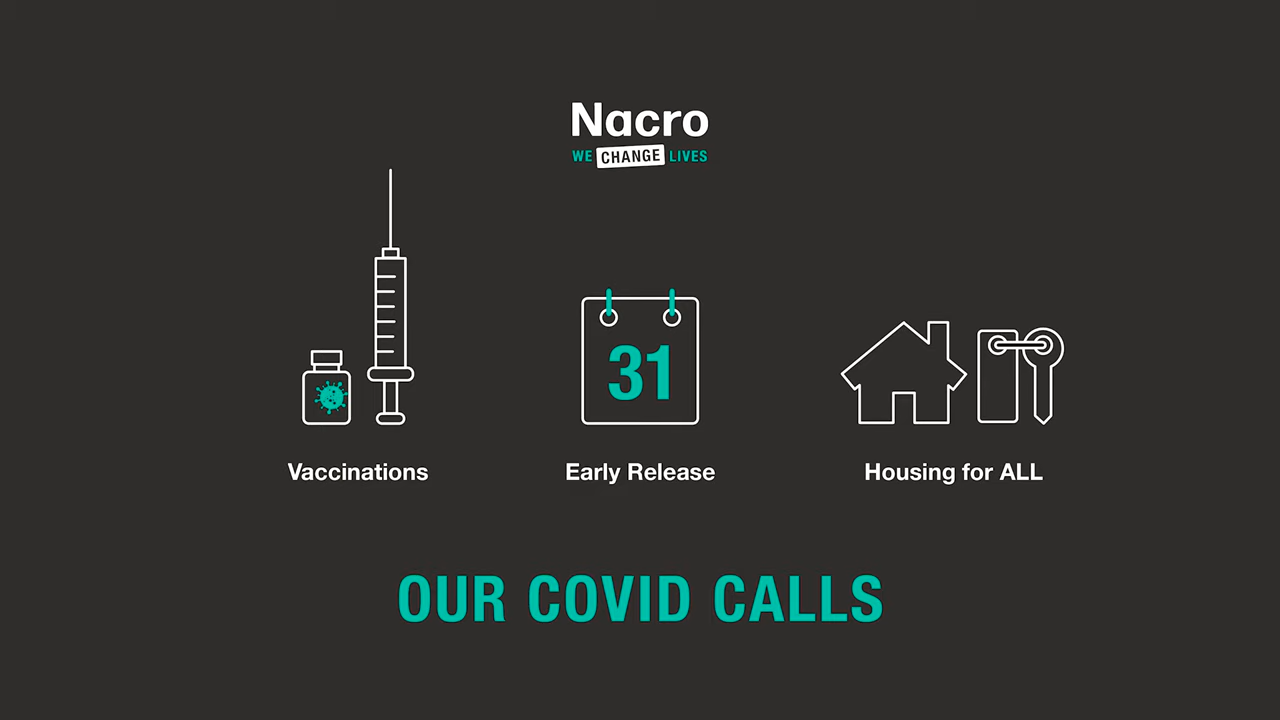 Nacro
WE CHANGE LIVES
31
Vaccinations
Early Release
Housing for ALL
OUR COVID CALLS